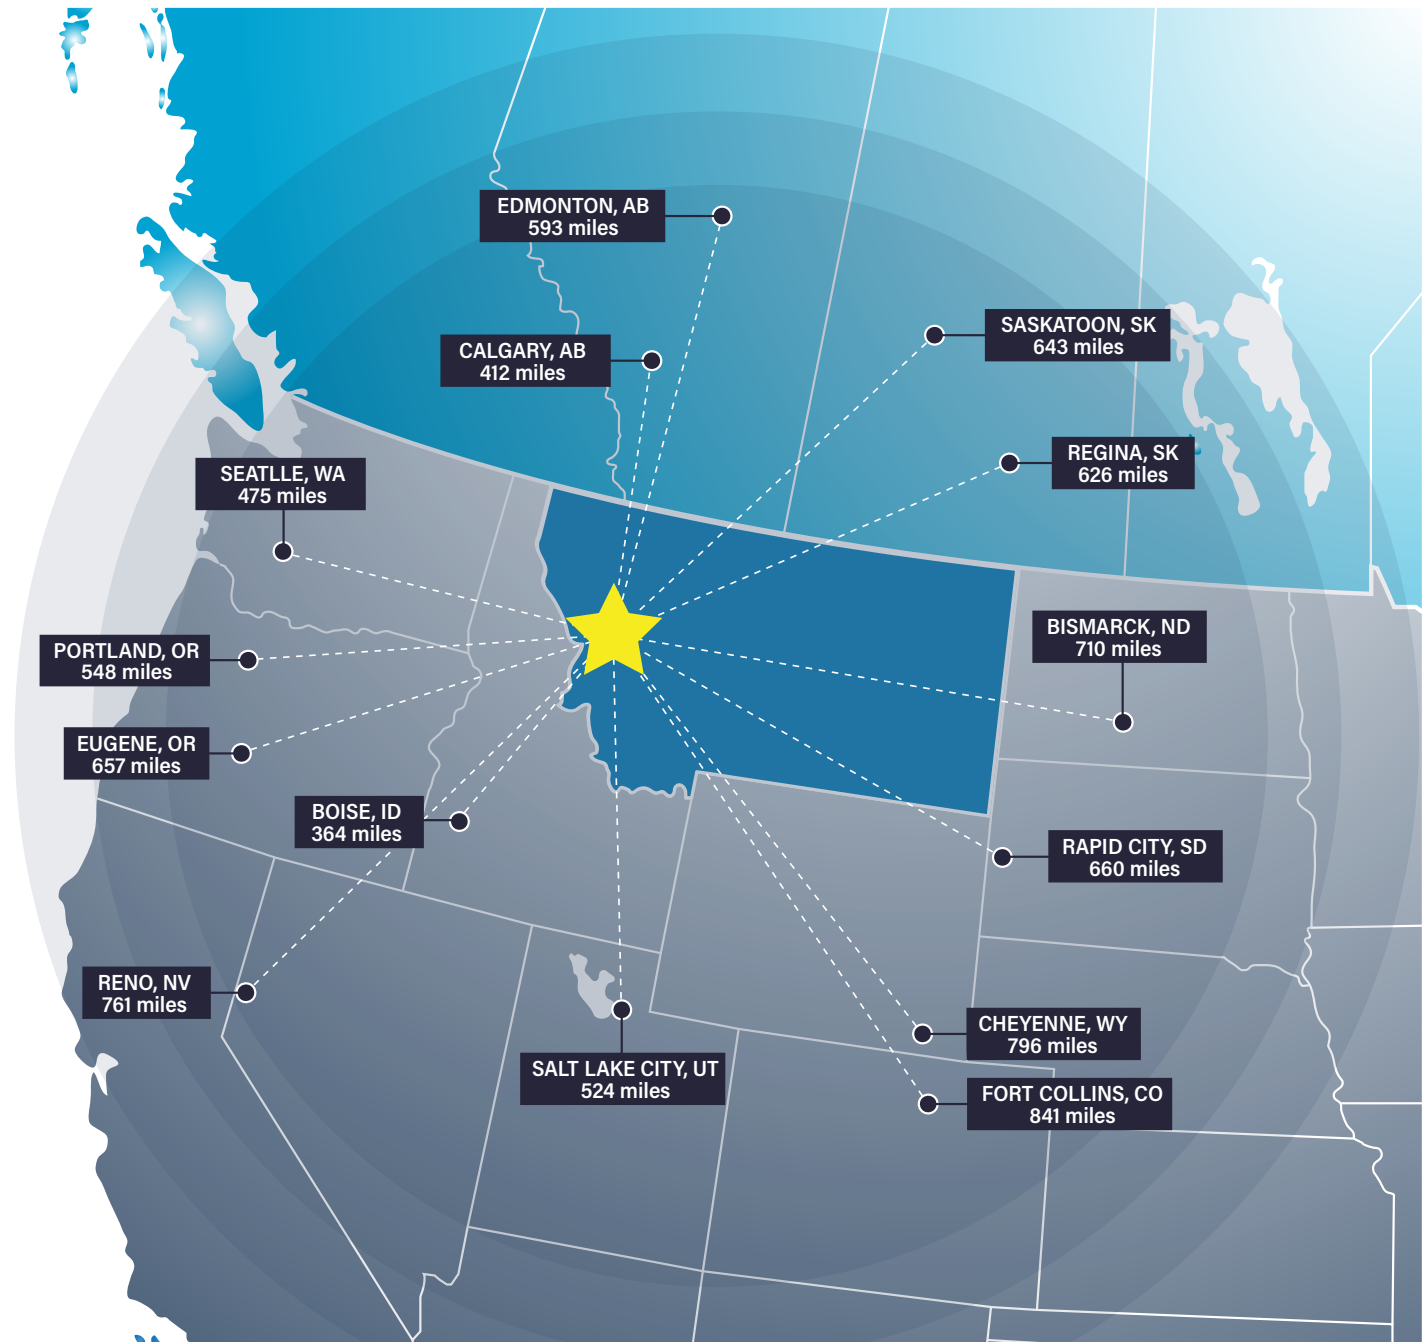 EDMONTON, AB
593 miles
SASKATOON, SK
643 miles
CALGARY, AB
412 miles
REGINA, SK
626 miles
SEATLLE, WA
475 miles
BISMARCK, ND
710 miles
PORTLAND, OR
548 miles
EUGENE, OR
657 miles
BOISE, ID
364 miles
RAPID CITY, SD
660 miles
RENO, NV
761 miles
CHEYENNE, WY
796 miles
SALT LAKE CITY, UT
524 miles
FORT COLLINS, CO
841 miles